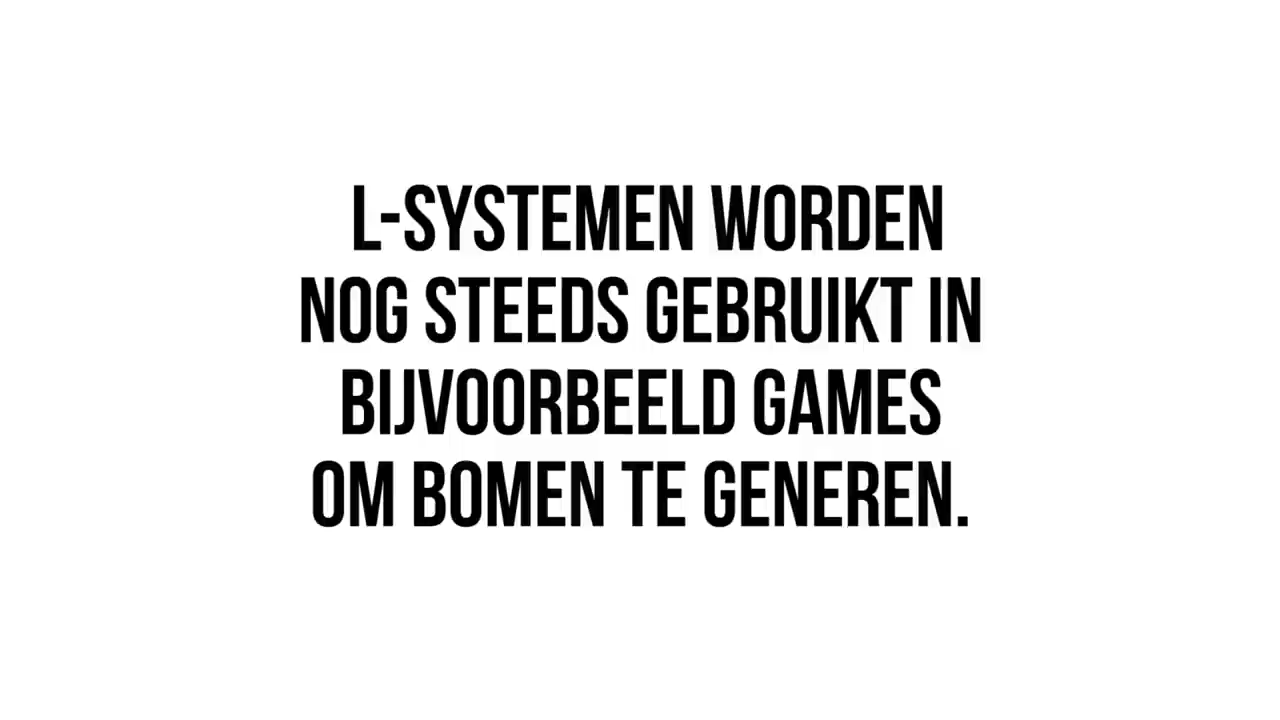 L-SYSTEMEN WORDEN
NOG STEEDS GEBRUIKT IN
BIJVOORBEELD GAMES
OM BOMEN TE GENEREN.